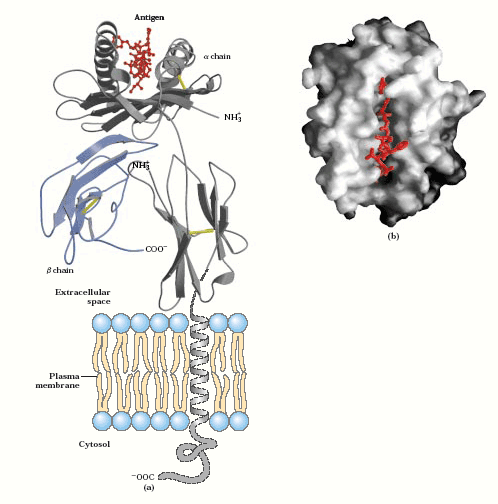 Antigen
α chain
NH₃⁺
NH₃⁺
COO⁻
β chain
Extracellular
space
Plasma
membrane
Cytosol
⁻OOC
(a)
(b)